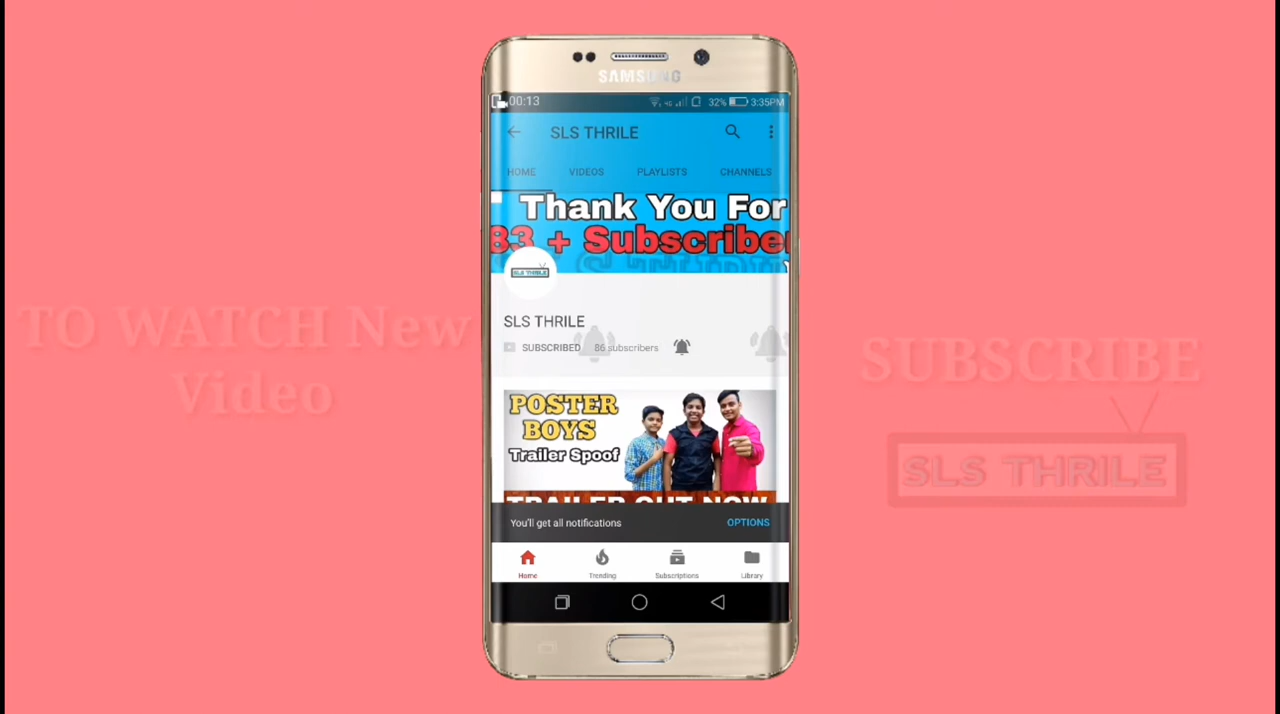 SAMSUNG
00:13
4G 32% 3:35PM
SLS THRILE
HOME VIDEOS PLAYLISTS CHANNELS
Thank You For
83 + Subscriber
SLS THRILE
SLS THRILE
SUBSCRIBED 86 subscribers
POSTER
BOYS
Trailer Spoof
TRAILER OUT NOW
You'll get all notifications OPTIONS
Home Trending Subscriptions Library
TO WATCH New
Video
SUBSCRIBE
SLS THRILE